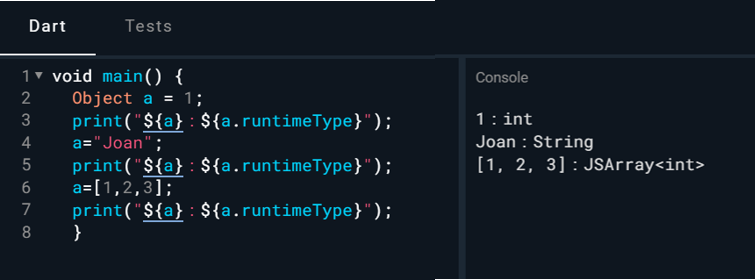 Dart Tests
1 void main() {
2 Object a = 1;
3 print("${a} : ${a.runtimeType}");
4 a="Joan";
5 print("${a} : ${a.runtimeType}");
6 a=[1,2,3];
7 print("${a} : ${a.runtimeType}");
8 }
Console
1 : int
Joan : String
[1, 2, 3] : JSArray<int>